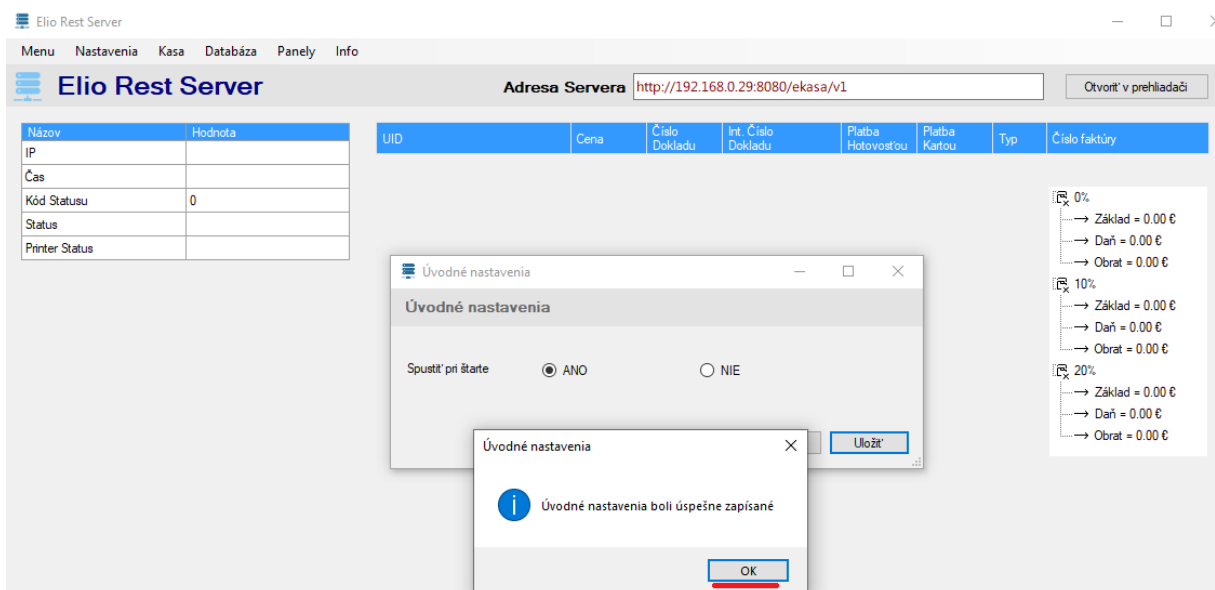 Elio Rest Server
Menu Nastavenia Kasa Databáza Panely Info
Elio Rest Server
Adresa Servera http://192.168.0.29:8080/ekasa/v1
Otvoriť v prehliadači
Názov Hodnota
IP
Čas
Kód Statusu 0
Status
Printer Status
UID Cena Číslo Dokladu Int. Číslo Dokladu Platba Hotovosťou Platba Kartou Typ Číslo faktúry
0%
Základ = 0.00 €
Daň = 0.00 €
Obrat = 0.00 €
10%
Základ = 0.00 €
Daň = 0.00 €
Obrat = 0.00 €
20%
Základ = 0.00 €
Daň = 0.00 €
Obrat = 0.00 €
Úvodné nastavenia
Úvodné nastavenia
Spustiť pri štarte ANO NIE
Uložiť
Úvodné nastavenia
Úvodné nastavenia boli úspešne zapísané
OK